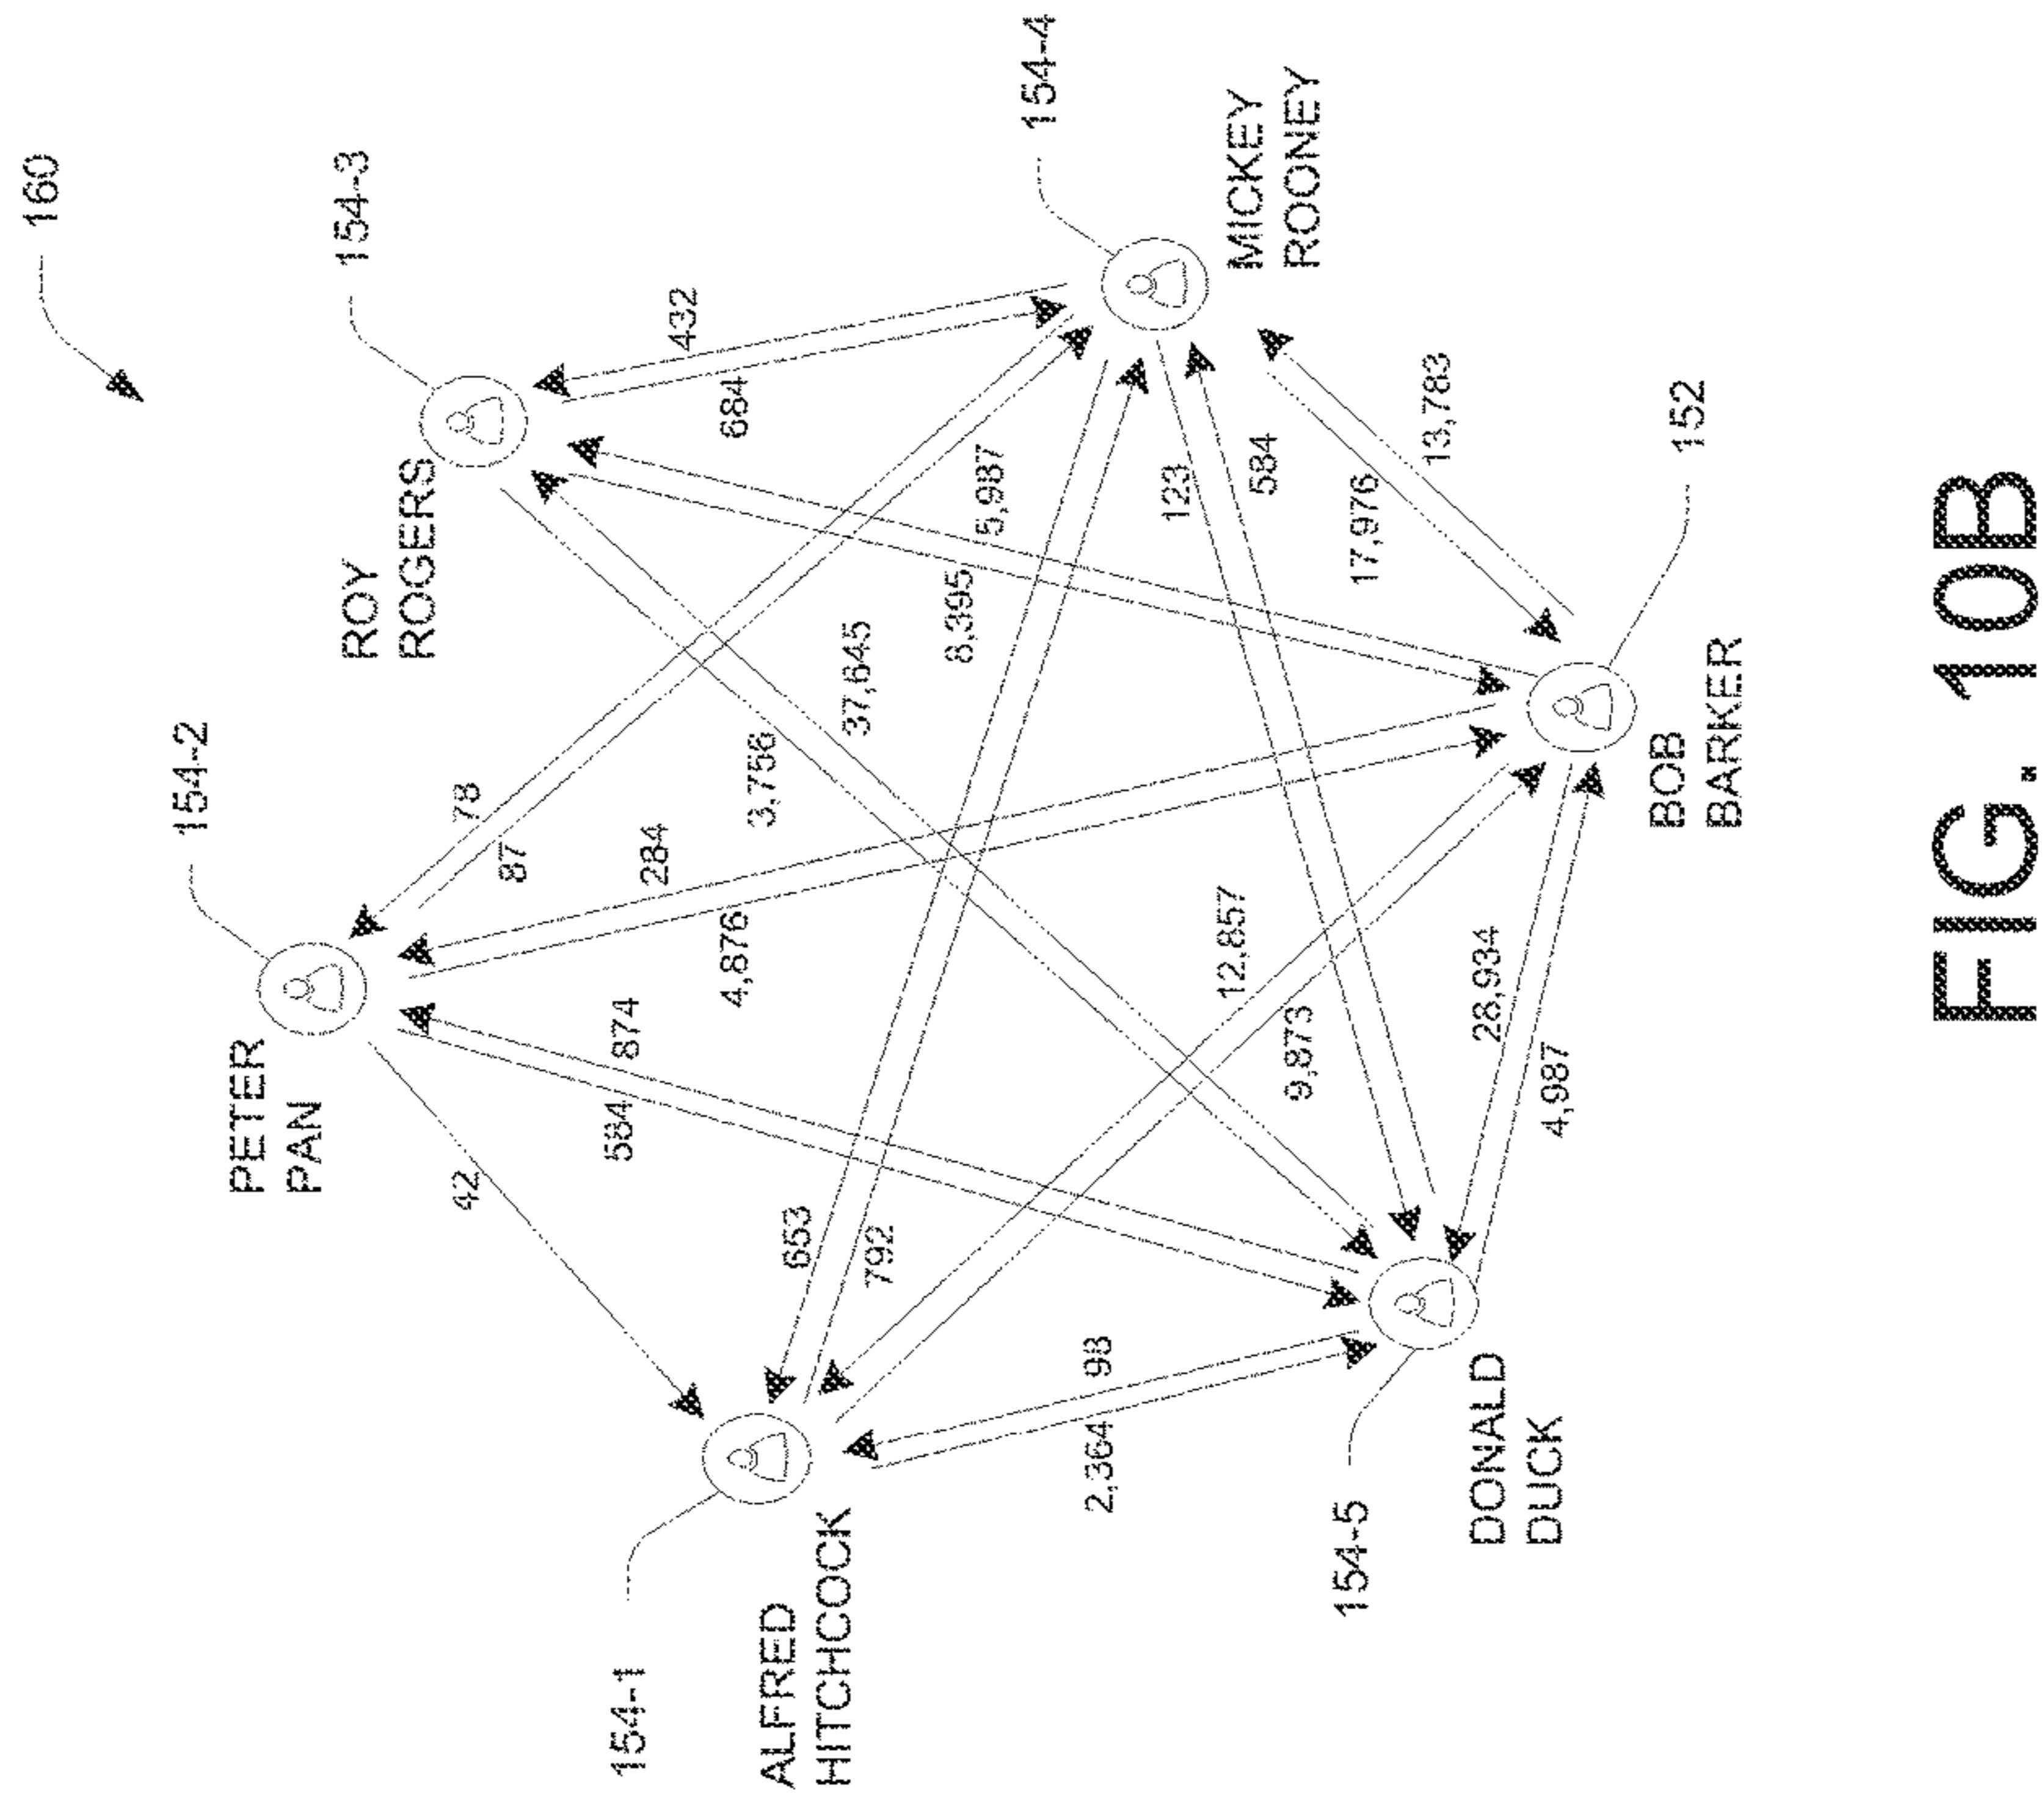 160
154-2
154-3
PETER
PAN
ROY
ROGERS
154-1
ALFRED
HITCHCOCK
154-4
MICKEY
ROONEY
42
584
874
4,876
284
87
78
3,756
37,645
684
432
8,395
5,987
653
792
123
584
17,976
13,783
12,857
9,873
2,364
98
28,934
4,987
154-5
DONALD
DUCK
BOB
BARKER
152
FIG. 10B